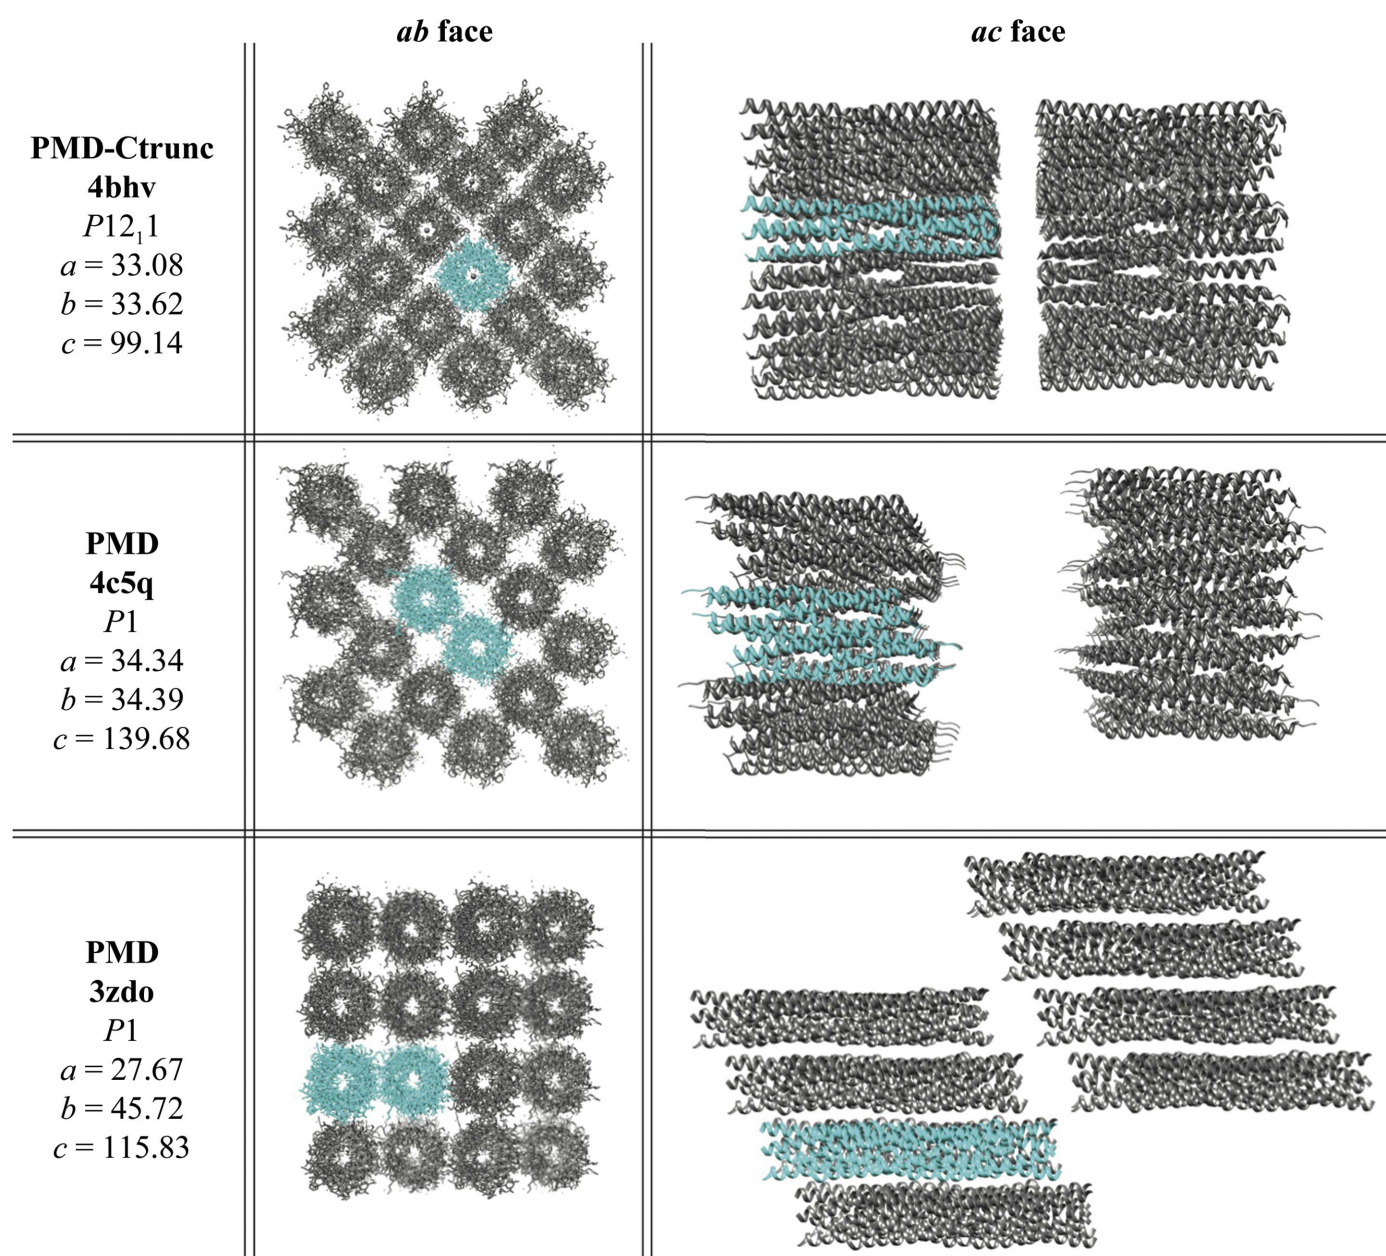 ab face
ac face
PMD-Ctrunc
4bhv
P12₁1
a = 33.08
b = 33.62
c = 99.14
PMD
4c5q
P1
a = 34.34
b = 34.39
c = 139.68
PMD
3zdo
P1
a = 27.67
b = 45.72
c = 115.83